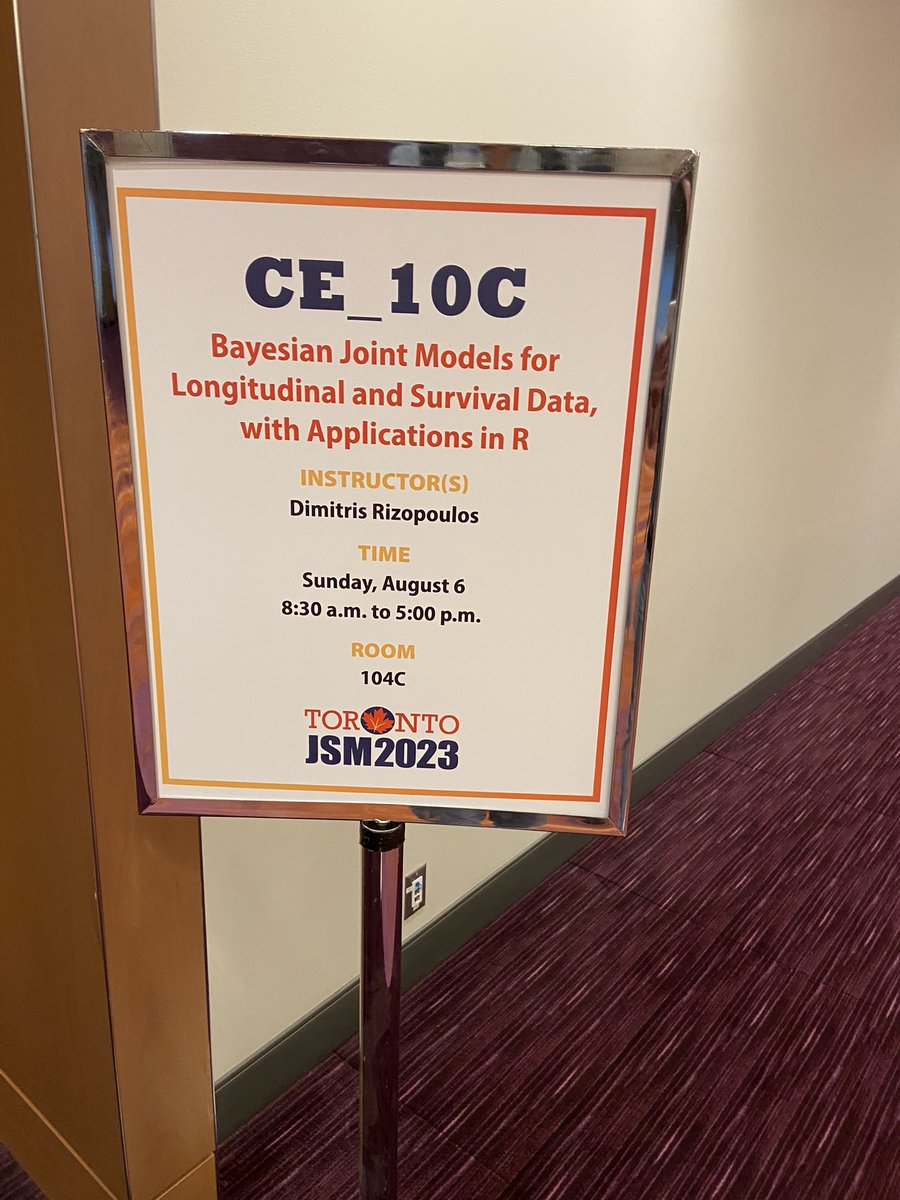 CE_10C
Bayesian Joint Models for
Longitudinal and Survival Data,
with Applications in R
INSTRUCTOR(S)
Dimitris Rizopoulos
TIME
Sunday, August 6
8:30 a.m. to 5:00 p.m.
ROOM
104C
TORONTO
JSM2023